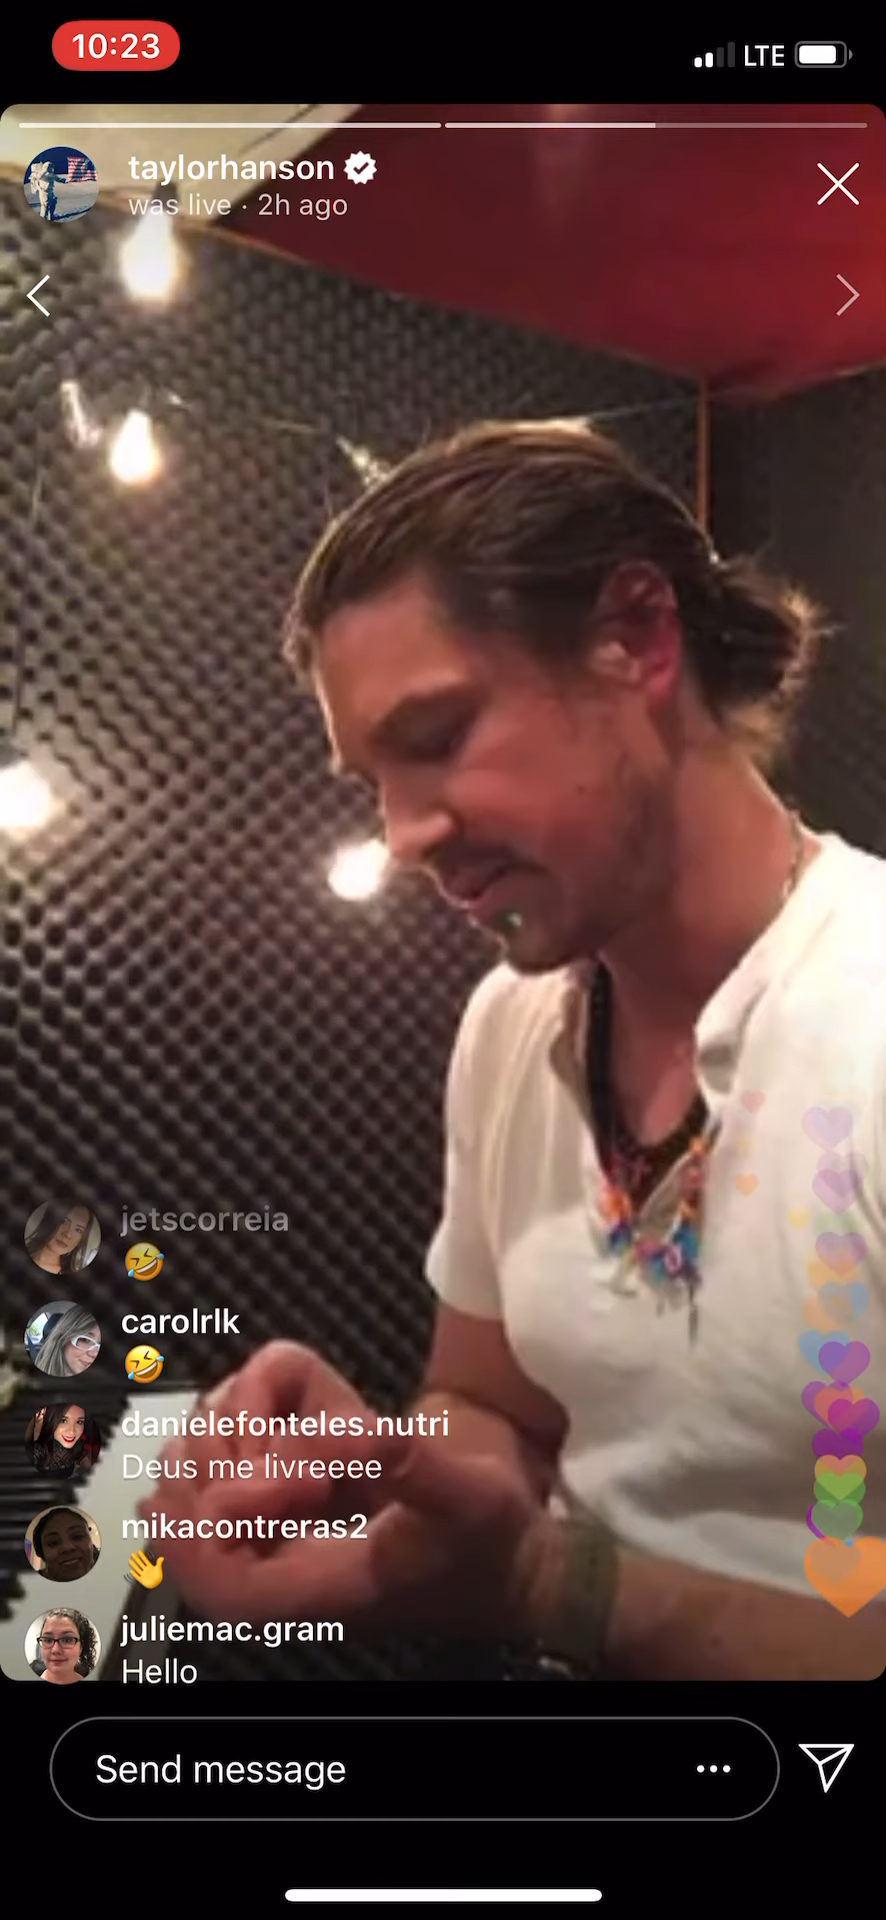 10:23
LTE
taylorhanson
was live · 2h ago
jetscorreia
🤣
carolrlk
🤣
danielefonteles.nutri
Deus me livreeee
mikacontreras2
👋
juliemac.gram
Hello
Send message